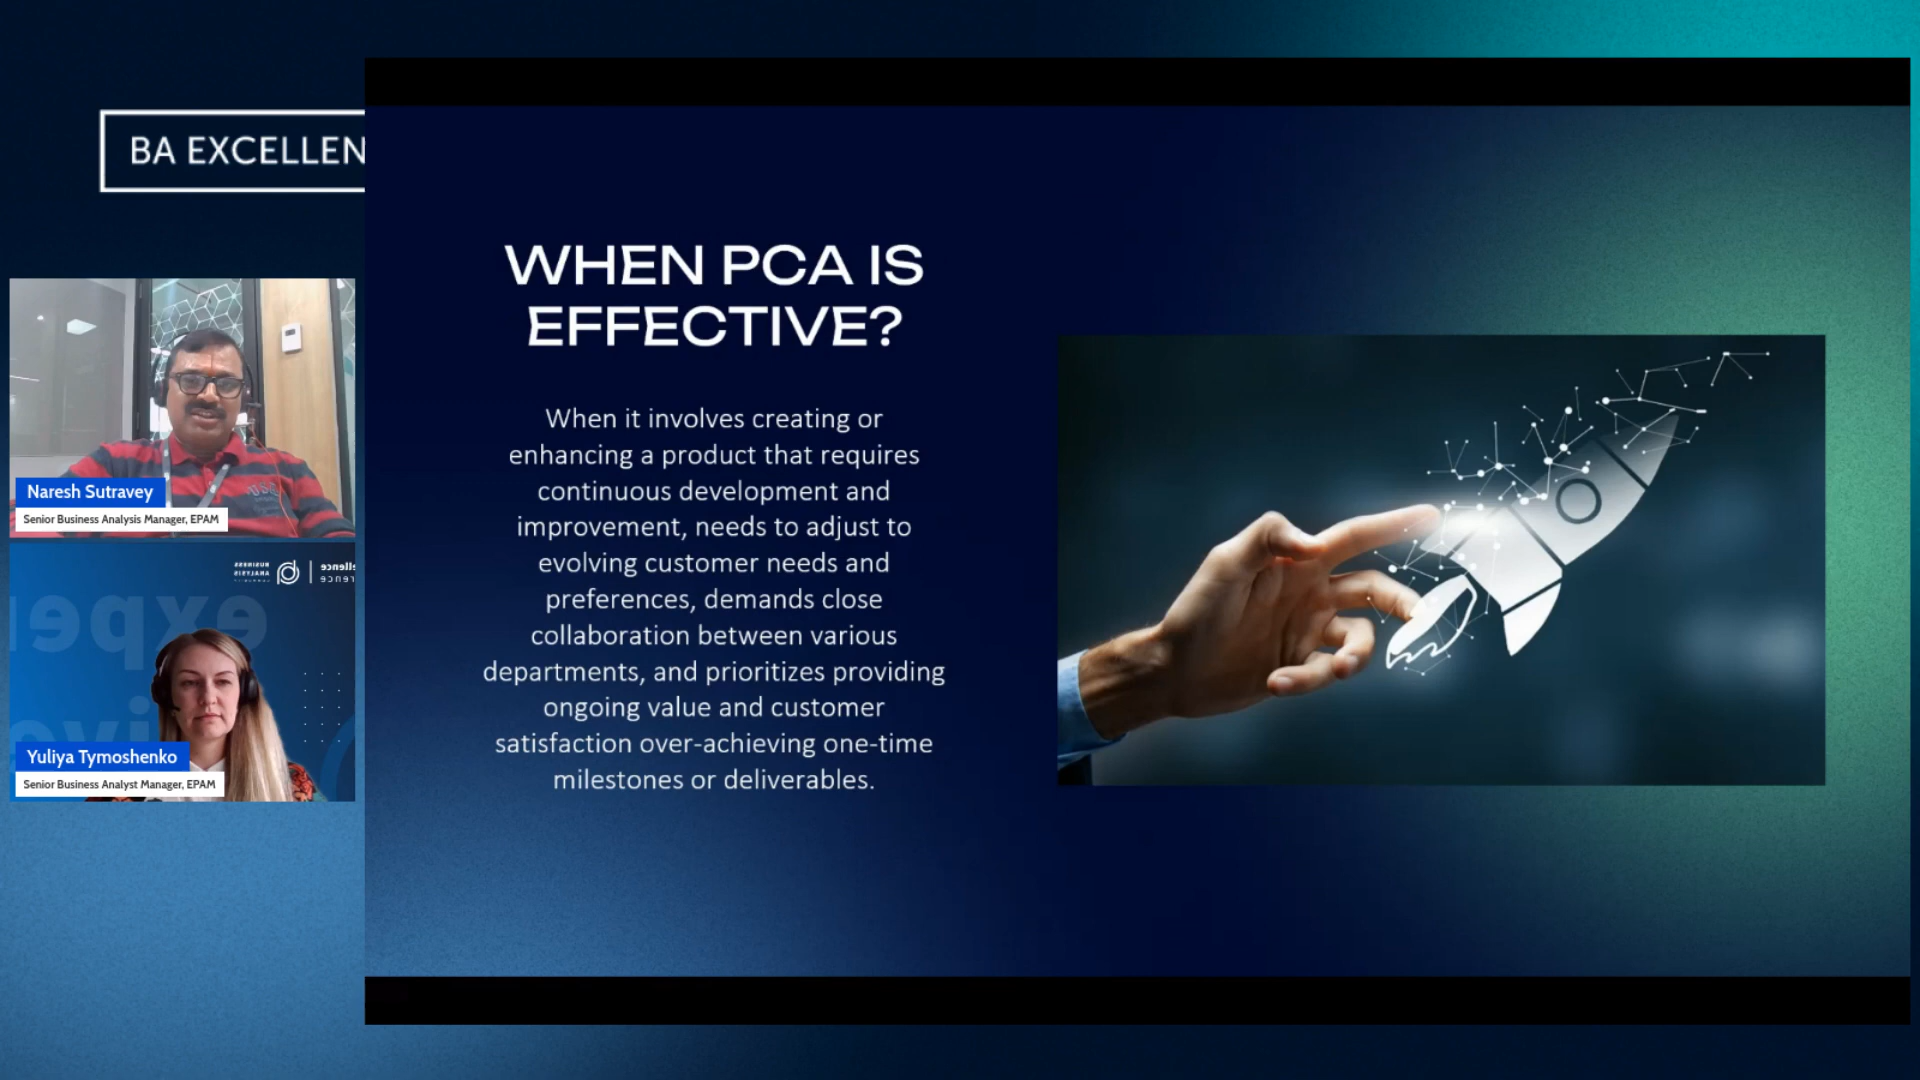 BA EXCELLEN
WHEN PCA IS
EFFECTIVE?
When it involves creating or
enhancing a product that requires
continuous development and
improvement, needs to adjust to
evolving customer needs and
preferences, demands close
collaboration between various
departments, and prioritizes providing
ongoing value and customer
satisfaction over-achieving one-time
milestones or deliverables.
Naresh Sutravey
Senior Business Analysis Manager, EPAM
BUSINESS
ANALYSIS
Yuliya Tymoshenko
Senior Business Analyst Manager, EPAM